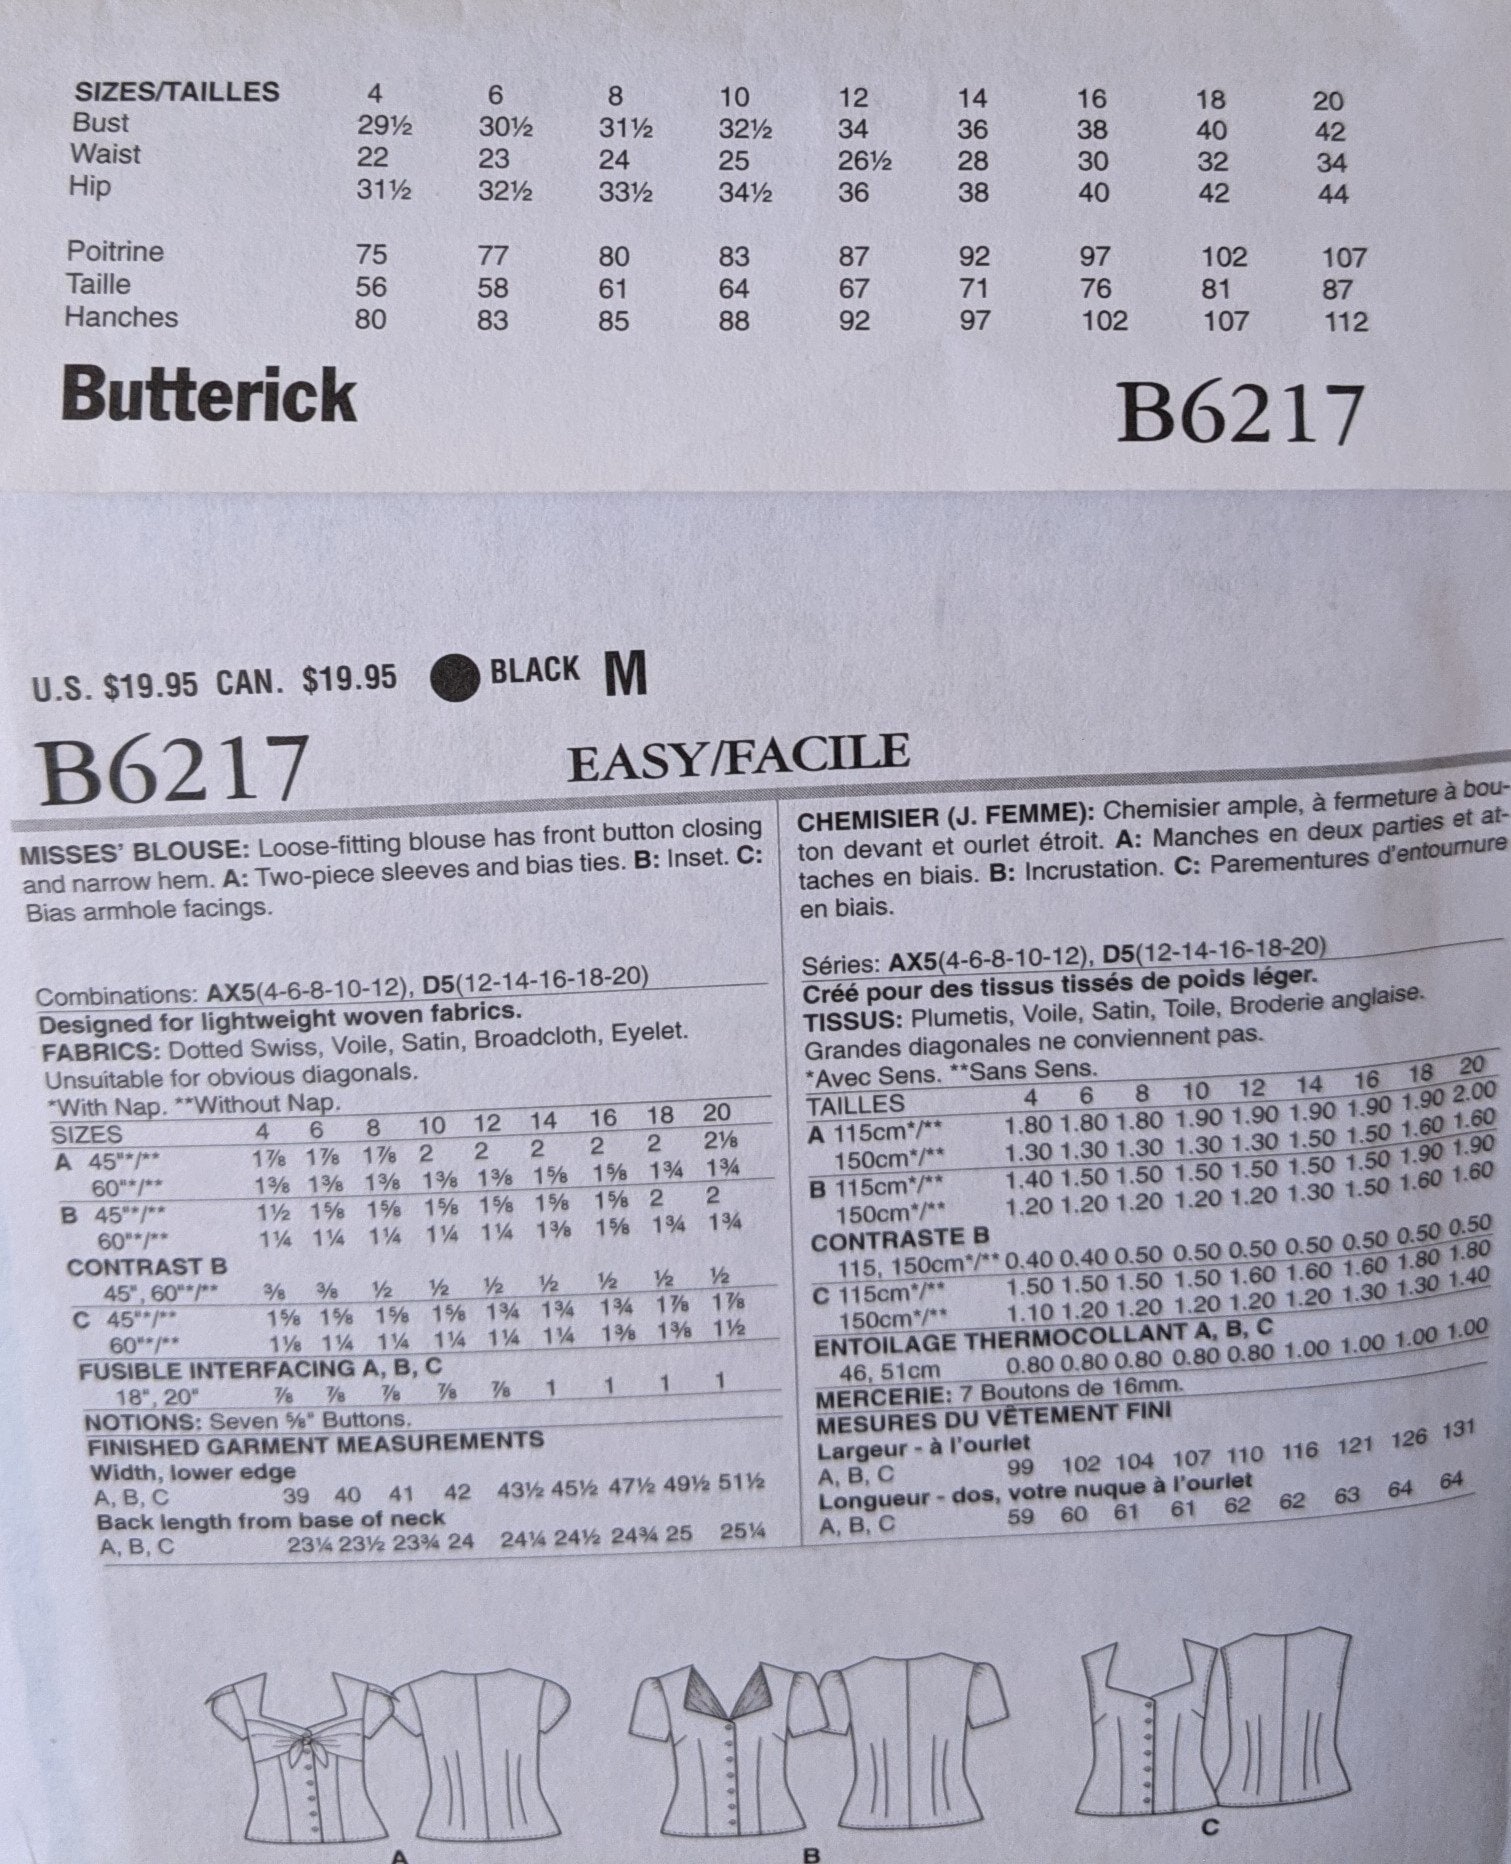 SIZES/TAILLES 4 6 8 10 12 14 16 18 20
Bust 29½ 30½ 31½ 32½ 34 36 38 40 42
Waist 22 23 24 25 26½ 28 30 32 34
Hip 31½ 32½ 33½ 34½ 36 38 40 42 44
Poitrine 75 77 80 83 87 92 97 102 107
Taille 56 58 61 64 67 71 76 81 87
Hanches 80 83 85 88 92 97 102 107 112
Butterick B6217
U.S. $19.95 CAN. $19.95 BLACK M
B6217 EASY/FACILE
MISSES' BLOUSE: Loose-fitting blouse has front button closing
and narrow hem. A: Two-piece sleeves and bias ties. B: Inset. C:
Bias armhole facings.
Combinations: AX5(4-6-8-10-12), D5(12-14-16-18-20)
Designed for lightweight woven fabrics.
FABRICS: Dotted Swiss, Voile, Satin, Broadcloth, Eyelet.
Unsuitable for obvious diagonals.
*With Nap. **Without Nap.
SIZES 4 6 8 10 12 14 16 18 20
A 45"*/** 1⅞ 1⅞ 1⅞ 2 2 2 2 2 2⅛
60"*/** 1⅜ 1⅜ 1⅜ 1⅜ 1⅜ 1⅝ 1⅝ 1¾ 1¾
B 45"*/** 1½ 1⅝ 1⅝ 1⅝ 1⅝ 1⅝ 1⅝ 2 2
60"*/** 1¼ 1¼ 1¼ 1¼ 1¼ 1⅜ 1⅝ 1¾ 1¾
CONTRAST B
45", 60"*/** ⅜ ⅜ ½ ½ ½ ½ ½ ½ ½
C 45"*/** 1⅝ 1⅝ 1⅝ 1⅝ 1¾ 1¾ 1¾ 1⅞ 1⅞
60"*/** 1⅛ 1¼ 1¼ 1¼ 1¼ 1¼ 1⅜ 1⅜ 1½
FUSIBLE INTERFACING A, B, C
18", 20" ⅞ ⅞ ⅞ ⅞ ⅞ 1 1 1 1
NOTIONS: Seven ⅝" Buttons.
FINISHED GARMENT MEASUREMENTS
Width, lower edge
A, B, C 39 40 41 42 43½ 45½ 47½ 49½ 51½
Back length from base of neck
A, B, C 23¼ 23½ 23¾ 24 24¼ 24½ 24¾ 25 25¼
CHEMISIER (J. FEMME): Chemisier ample, à fermeture à bou-
ton devant et ourlet étroit. A: Manches en deux parties et at-
taches en biais. B: Incrustation. C: Parementures d'entournure
en biais.
Séries: AX5(4-6-8-10-12), D5(12-14-16-18-20)
Créé pour des tissus tissés de poids léger.
TISSUS: Plumetis, Voile, Satin, Toile, Broderie anglaise.
Grandes diagonales ne conviennent pas.
*Avec Sens. **Sans Sens.
TAILLES 4 6 8 10 12 14 16 18 20
A 115cm*/** 1.80 1.80 1.80 1.90 1.90 1.90 1.90 1.90 2.00
150cm*/** 1.30 1.30 1.30 1.30 1.30 1.50 1.50 1.60 1.60
B 115cm*/** 1.40 1.50 1.50 1.50 1.50 1.50 1.50 1.90 1.90
150cm*/** 1.20 1.20 1.20 1.20 1.20 1.30 1.50 1.60 1.60
CONTRASTE B
115, 150cm*/** 0.40 0.40 0.50 0.50 0.50 0.50 0.50 0.50 0.50
C 115cm*/** 1.50 1.50 1.50 1.50 1.60 1.60 1.60 1.80 1.80
150cm*/** 1.10 1.20 1.20 1.20 1.20 1.20 1.30 1.30 1.40
ENTOILAGE THERMOCOLLANT A, B, C
46, 51cm 0.80 0.80 0.80 0.80 0.80 1.00 1.00 1.00 1.00
MERCERIE: 7 Boutons de 16mm.
MESURES DU VÊTEMENT FINI
Largeur - à l'ourlet
A, B, C 99 102 104 107 110 116 121 126 131
Longueur - dos, votre nuque à l'ourlet
A, B, C 59 60 61 61 62 62 63 64 64
A B C